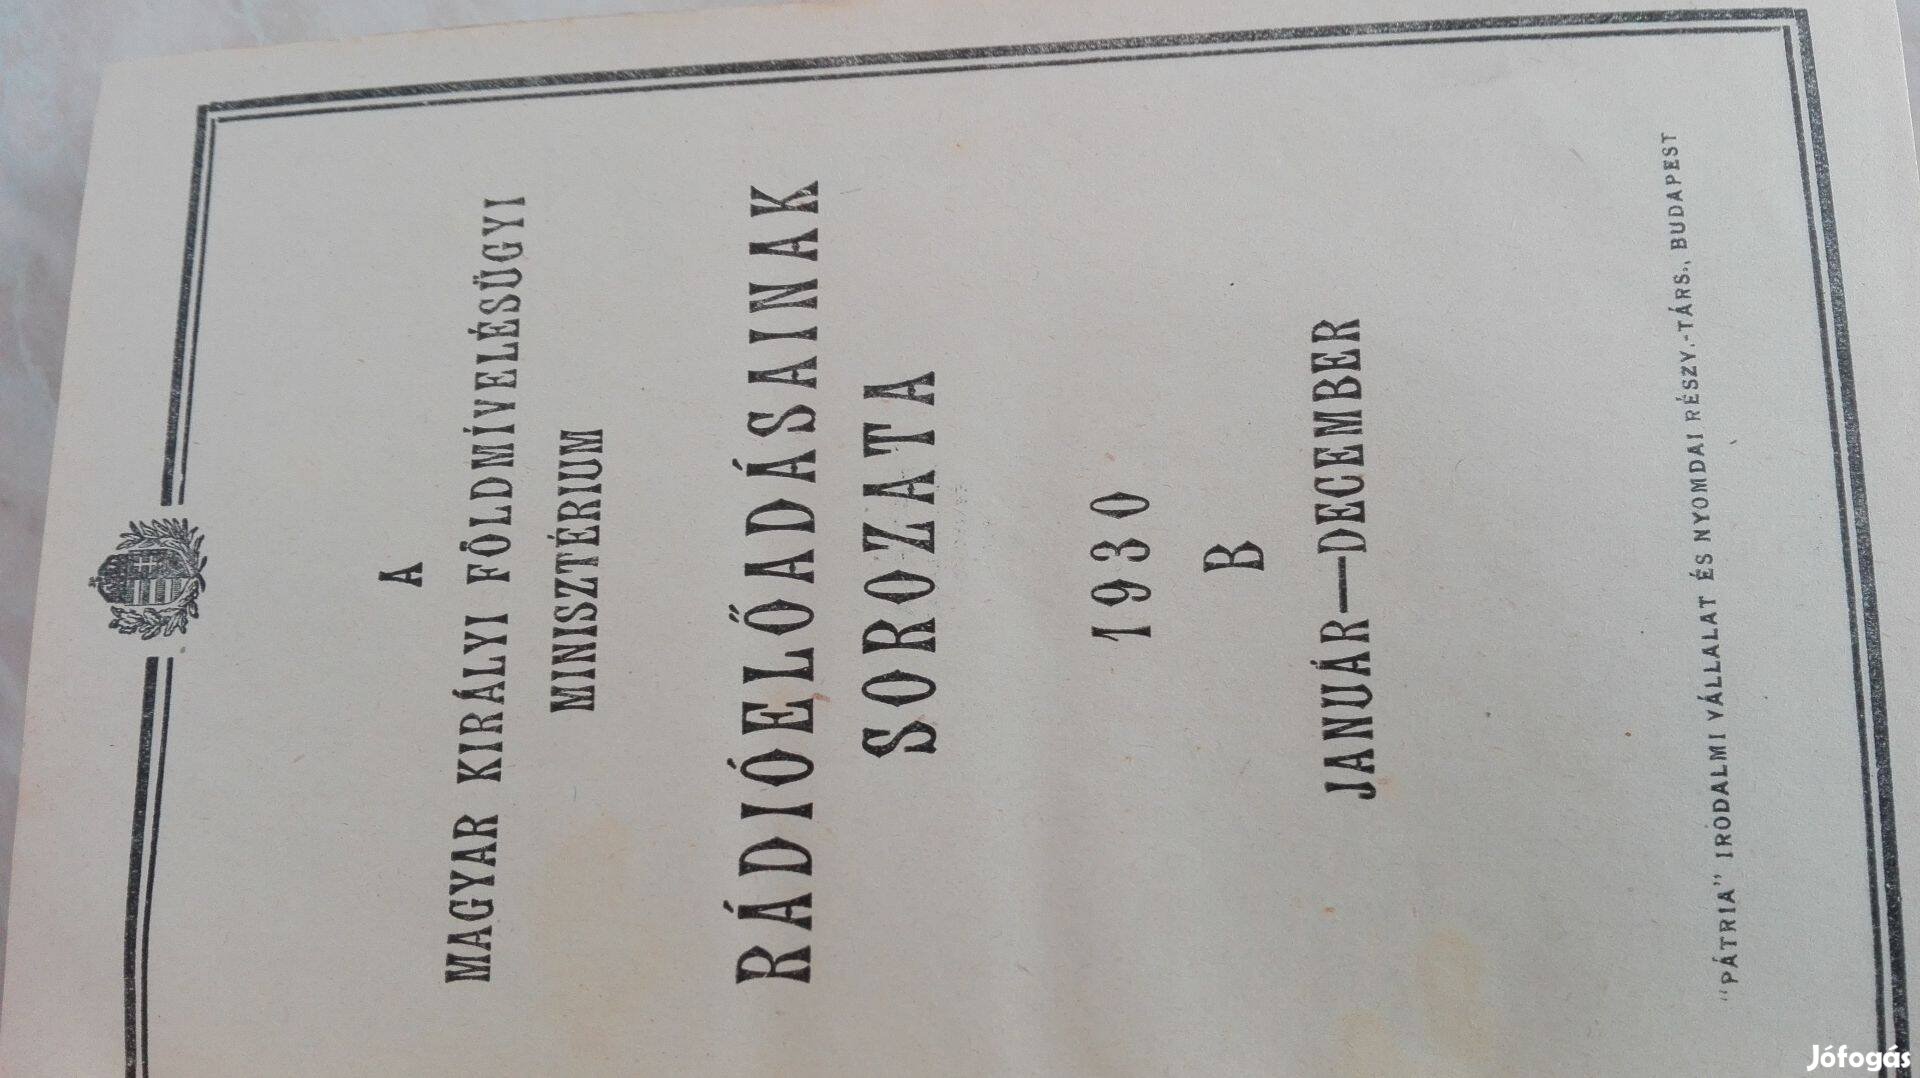 A
MAGYAR KIRÁLYI FÖLDMÍVELÉSÜGYI
MINISZTÉRIUM
RÁDIÓELŐADÁSAINAK
SOROZATA
1930
B
JANUÁR—DECEMBER
"PÁTRIA" IRODALMI VÁLLALAT ÉS NYOMDAI RÉSZV.-TÁRS., BUDAPEST
Jófogás